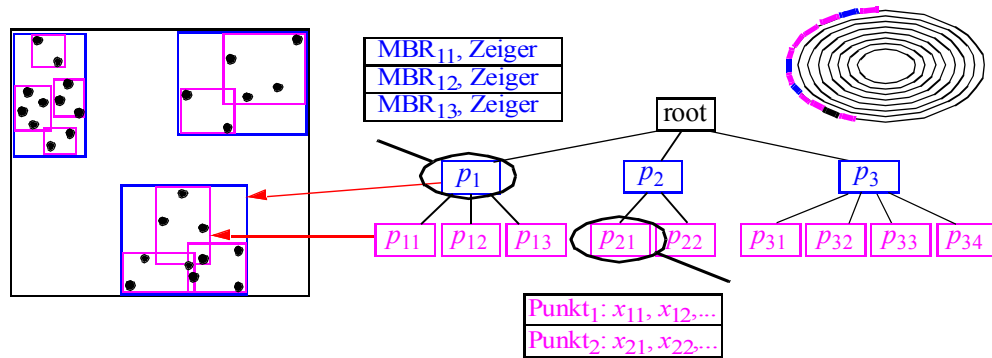 MBR₁₁, Zeiger
MBR₁₂, Zeiger
MBR₁₃, Zeiger
root
p₁ p₂ p₃
p₁₁ p₁₂ p₁₃ p₂₁ p₂₂ p₃₁ p₃₂ p₃₃ p₃₄
Punkt₁: x₁₁, x₁₂,...
Punkt₂: x₂₁, x₂₂,...